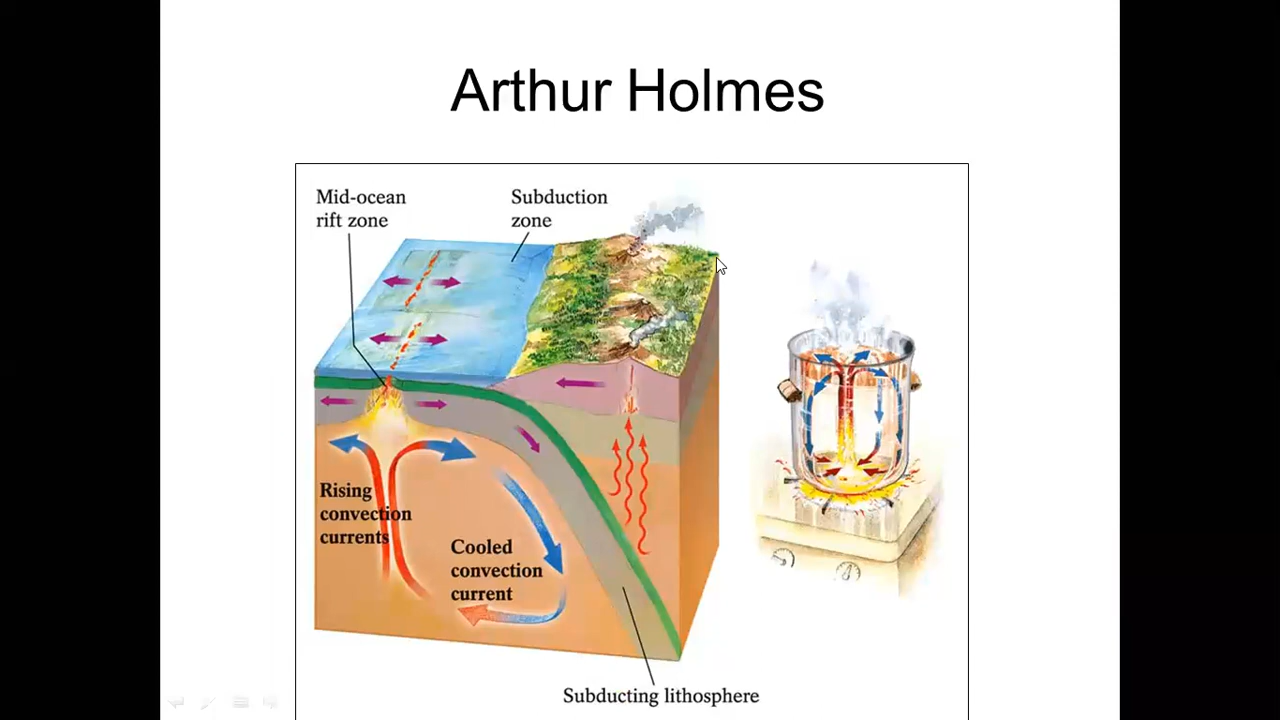 Arthur Holmes
Mid-ocean
rift zone
Subduction
zone
Rising
convection
currents
Cooled
convection
current
Subducting lithosphere